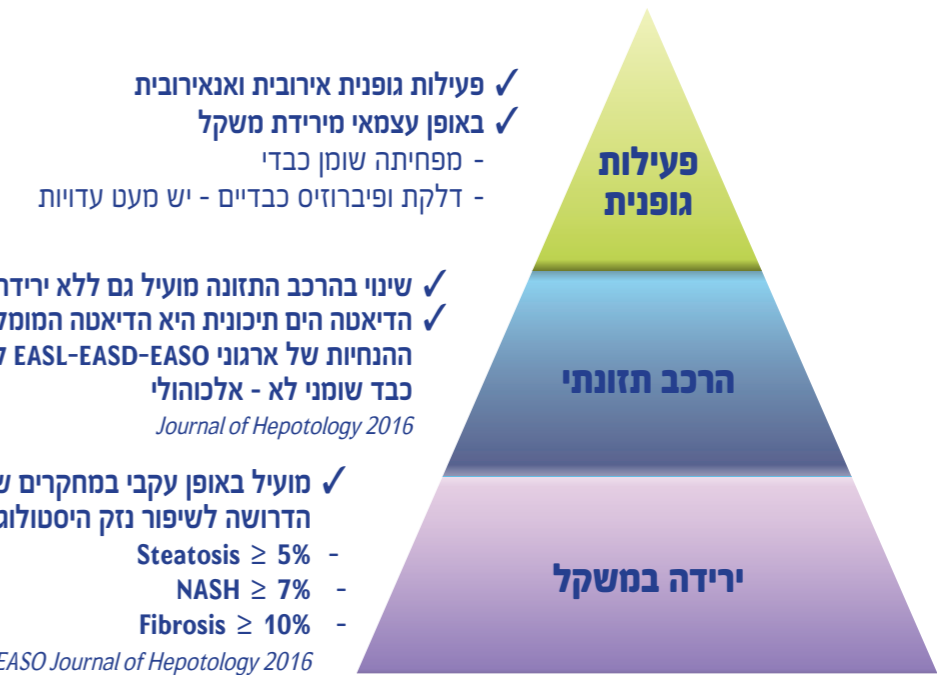 ✓ פעילות גופנית אירובית ואנאירובית
✓ באופן עצמאי מירידת משקל
- מפחיתה שומן כבדי
- דלקת ופיברוזיס כבדיים - יש מעט עדויות
פעילות
גופנית
✓ שינוי בהרכב התזונה מועיל גם ללא
✓ הדיאטה הים תיכונית היא הדיאטה
ההנחיות של ארגוני EASL-EASD-EASO
כבד שומני לא - אלכוהולי
Journal of Hepotology 2016
הרכב תזונתי
✓ מועיל באופן עקבי במחקרים
הדרושה לשיפור נזק
- Steatosis ≥ 5%
- NASH ≥ 7%
- Fibrosis ≥ 10%
EASO Journal of Hepotology 2016
ירידה במשקל